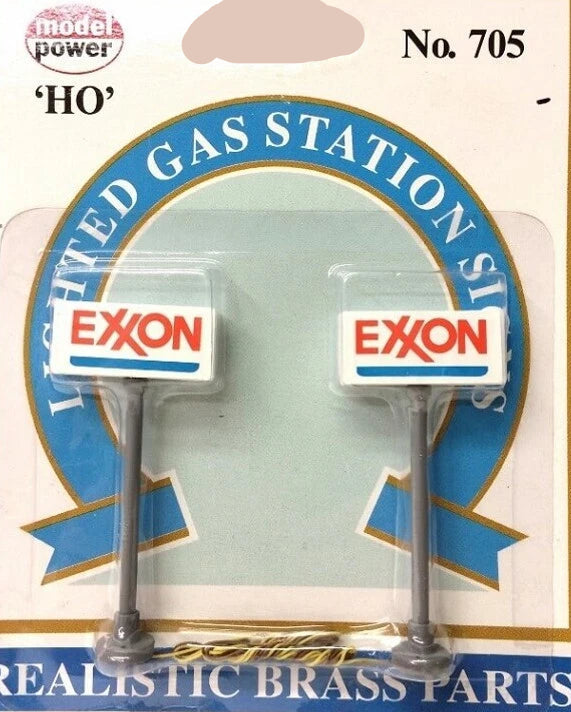 model
power
No. 705
'HO'
LIGHTED GAS STATION SIGNS
EXXON
EXXON
REALISTIC BRASS PARTS